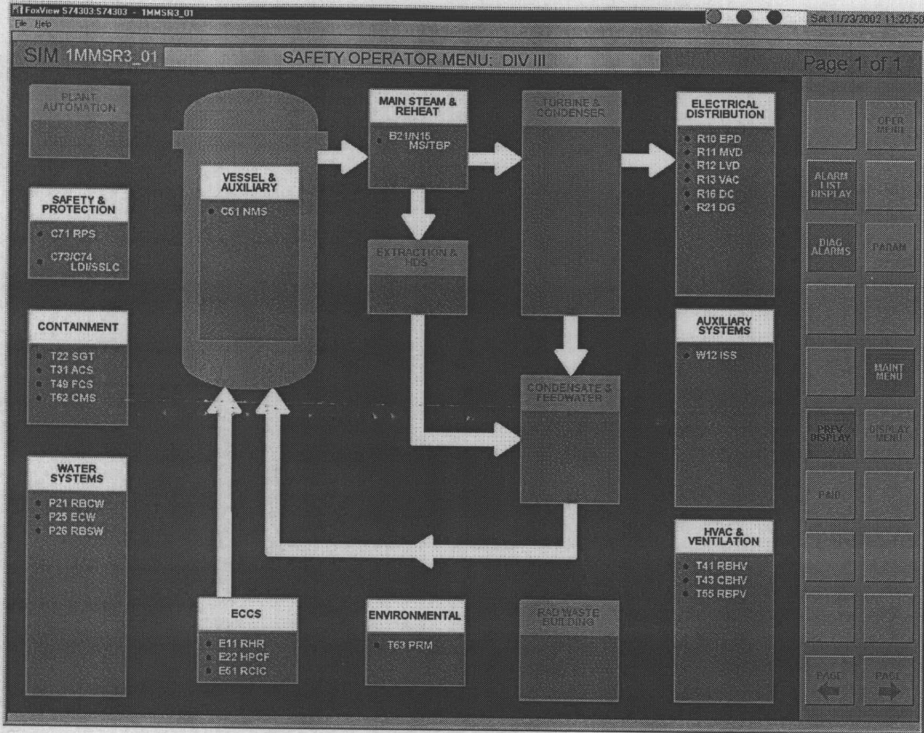 FoxView S74303:S74303 - 1MMSR3_01
File Help
Sat 11/23/2002 11:20:50
SIM 1MMSR3_01
SAFETY OPERATOR MENU: DIV III
Page 1 of 1
PLANT
AUTOMATION
SAFETY &
PROTECTION
C71 RPS
C73/C74
LDI/SSLC
CONTAINMENT
T22 SGT
T31 ACS
T49 FCS
T62 CMS
WATER
SYSTEMS
P21 RBCW
P25 ECW
P26 RBSW
VESSEL &
AUXILIARY
C51 NMS
ECCS
E11 RHR
E22 HPCF
E51 RCIC
MAIN STEAM &
REHEAT
B21/N15
MS/TBP
EXTRACTION &
HDS
ENVIRONMENTAL
T63 PRM
TURBINE &
CONDENSER
CONDENSATE &
FEEDWATER
RAD WASTE
BUILDING
ELECTRICAL
DISTRIBUTION
R10 EPD
R11 MVD
R12 LVD
R13 VAC
R16 DC
R21 DG
AUXILIARY
SYSTEMS
W12 ISS
HVAC &
VENTILATION
T41 RBHV
T43 CBHV
T55 RBPV
OPER
MENU
ALARM
LIST
DISPLAY
DIAG
ALARMS
PARAM
MAINT
MENU
PREV
DISPLAY
DISPLAY
MENU
PAID
PAGE
PAGE